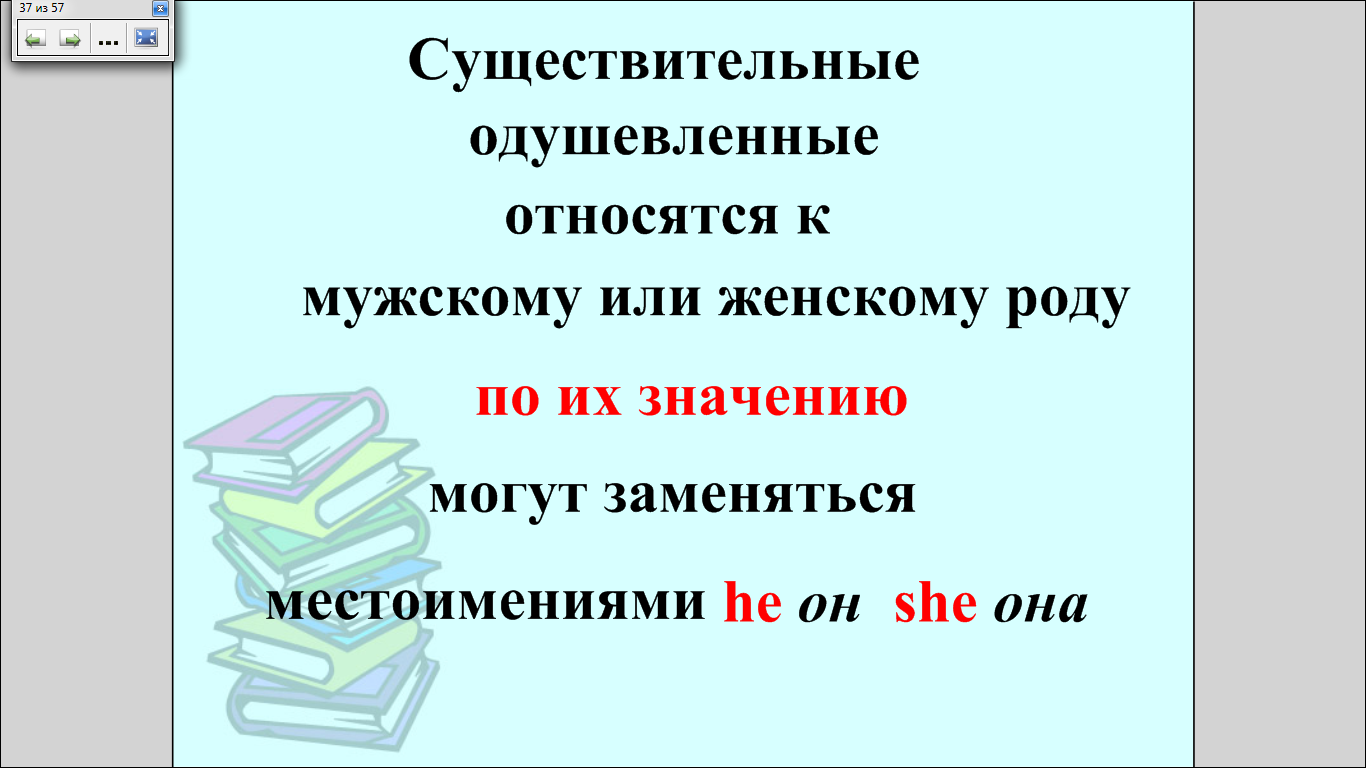 37 из 57
...
Существительные
одушевленные
относятся к
мужскому или женскому роду
по их значению
могут заменяться
местоимениями he он she она